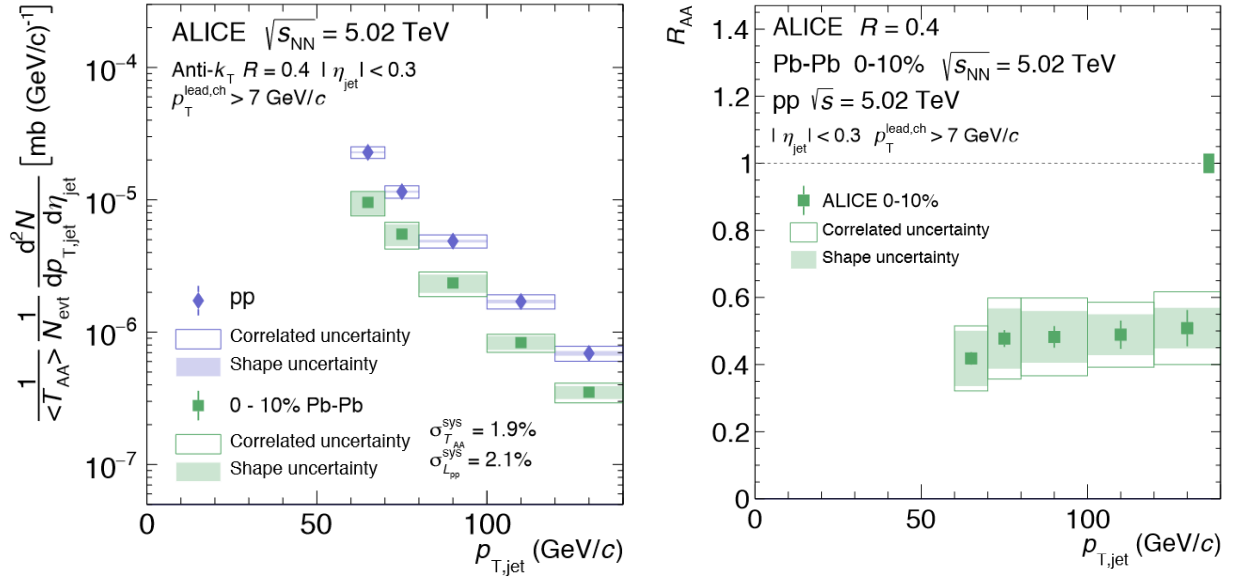 ALICE √s_NN = 5.02 TeV
Anti-k_T R = 0.4 | η_jet | < 0.3
p_T^lead,ch > 7 GeV/c
pp
Correlated uncertainty
Shape uncertainty
0 - 10% Pb-Pb
Correlated uncertainty
Shape uncertainty
σ_T_AA^sys = 1.9%
σ_L_pp^sys = 2.1%
1/<T_AA> 1/N_evt d²N/dp_T,jet dη_jet [mb (GeV/c)^-1]
10^-4
10^-5
10^-6
10^-7
0 50 100
p_T,jet (GeV/c)
R_AA
ALICE R = 0.4
Pb-Pb 0-10% √s_NN = 5.02 TeV
pp √s = 5.02 TeV
| η_jet | < 0.3 p_T^lead,ch > 7 GeV/c
ALICE 0-10%
Correlated uncertainty
Shape uncertainty
1.4
1.2
1
0.8
0.6
0.4
0.2
0
0 50 100
p_T,jet (GeV/c)